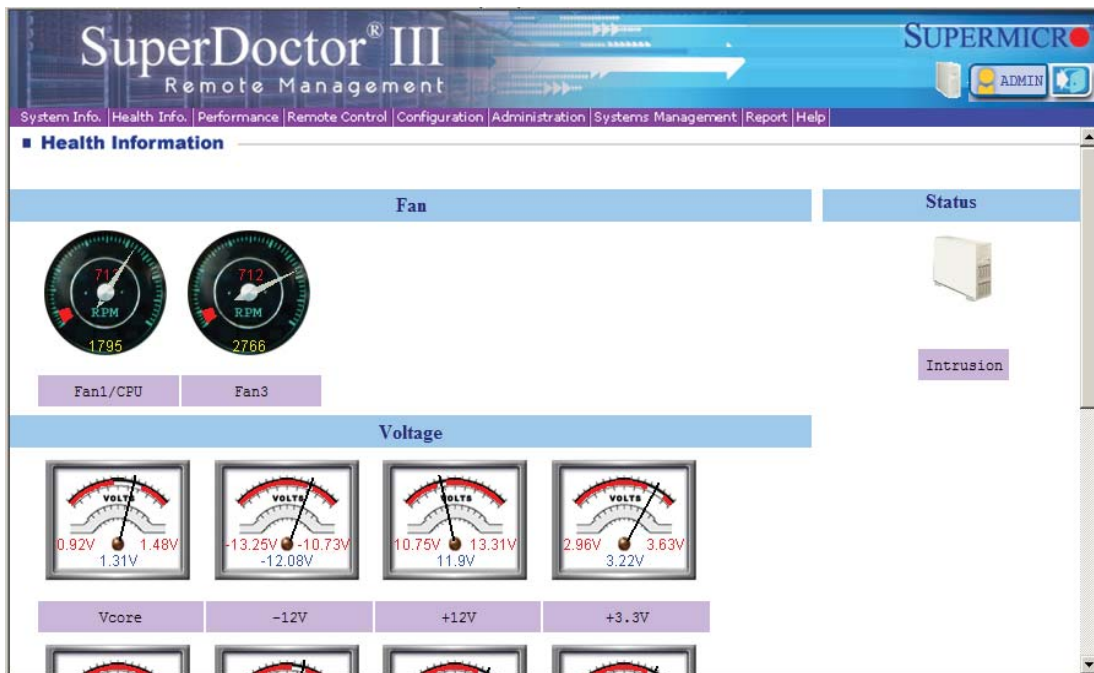 SuperDoctor® III
Remote Management
SUPERMICR
ADMIN
System Info. Health Info. Performance Remote Control Configuration Administration Systems Management Report Help
Health Information
Fan
Status
712
RPM
1795
RPM
2766
Fan1/CPU
Fan3
Intrusion
Voltage
VOLTS
0.92V 1.48V
1.31V
VOLTS
-13.25V -10.73V
-12.08V
VOLTS
10.75V 13.31V
11.9V
VOLTS
2.96V 3.63V
3.22V
Vcore
-12V
+12V
+3.3V